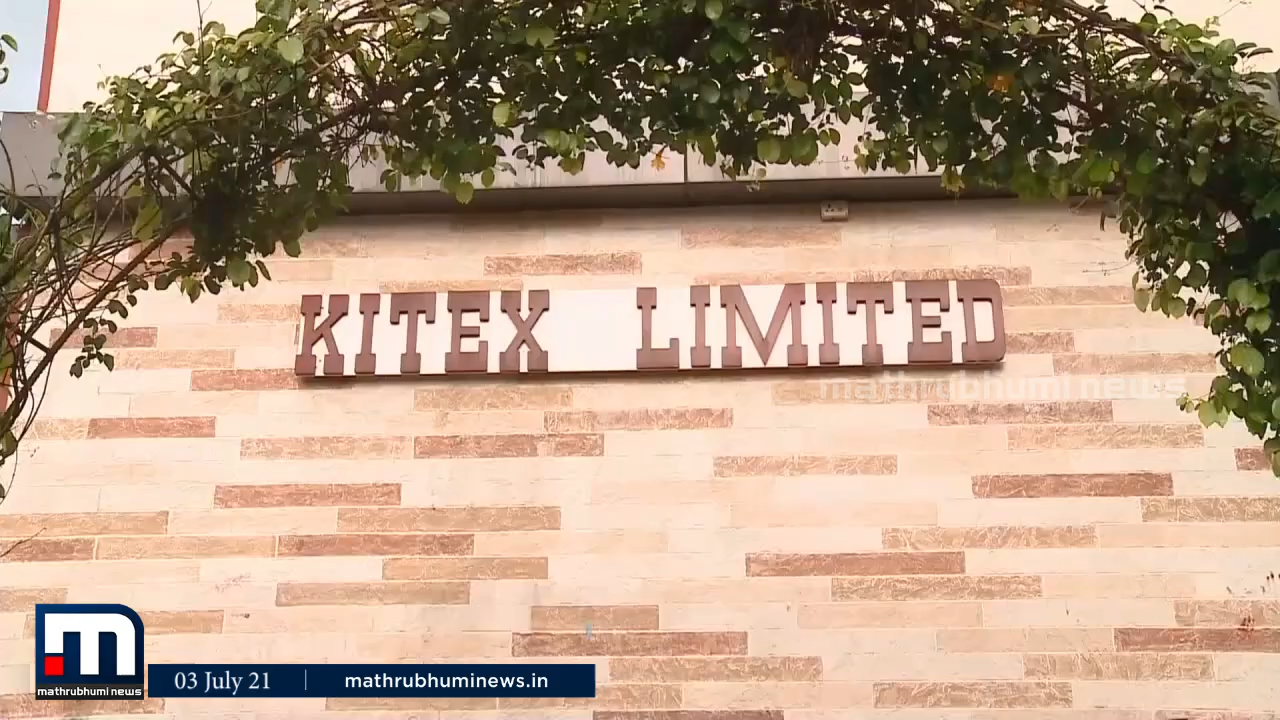 KITEX LIMITED
mathrubhumi news
m
mathrubhumi news
03 July 21
mathrubhuminews.in